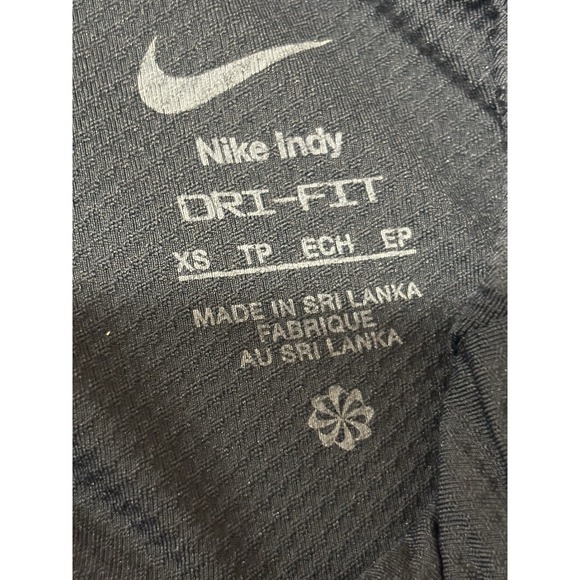 Nike Indy
DRI-FIT
XS TP ECH EP
MADE IN SRI LANKA
FABRIQUE
AU SRI LANKA